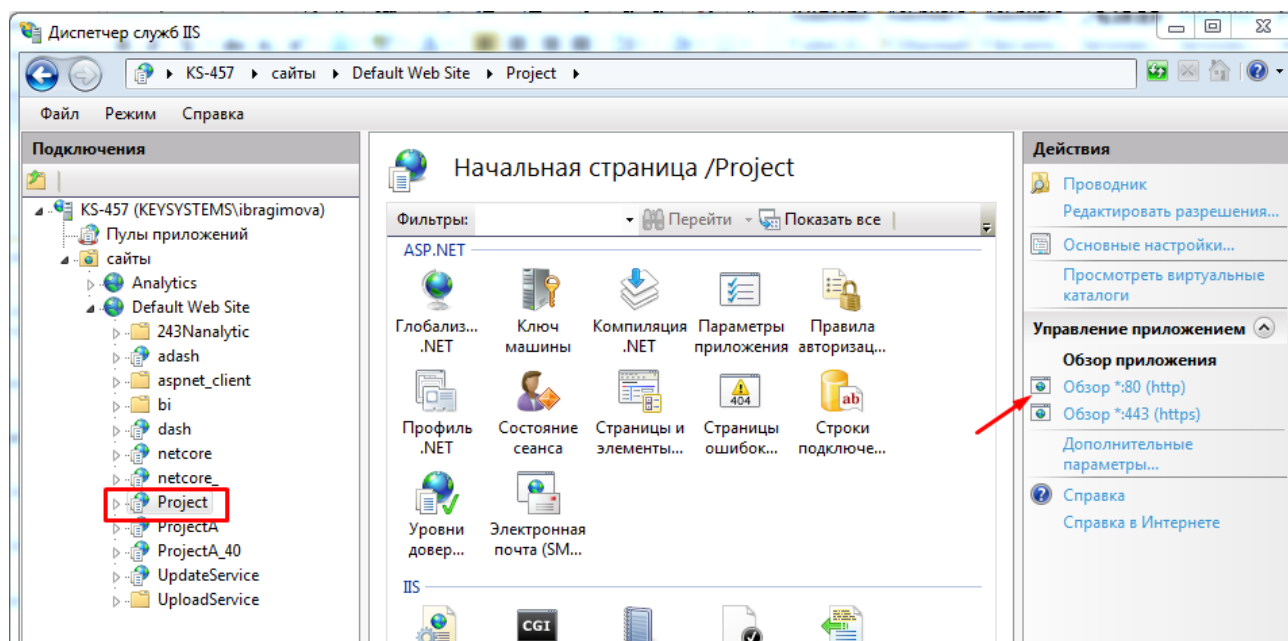 Диспетчер служб IIS
KS-457 сайты Default Web Site Project
Файл Режим Справка
Подключения
KS-457 (KEYSYSTEMS\ibragimova)
Пулы приложений
сайты
Analytics
Default Web Site
243Nanalytic
adash
aspnet_client
bi
dash
netcore
netcore_
Project
ProjectA
ProjectA_40
UpdateService
UploadService
Начальная страница /Project
Фильтры: Перейти Показать все
ASP.NET
Глобализ... Ключ Компиляция Параметры Правила
.NET машины .NET приложения авторизац...
404 ab
Профиль Состояние Страницы и Страницы Строки
.NET сеанса элементы... ошибок... подключе...
Уровни Электронная
довер... почта (SM...
IIS
CGI
Действия
Проводник
Редактировать разрешения...
Основные настройки...
Просмотреть виртуальные
каталоги
Управление приложением
Обзор приложения
Обзор *:80 (http)
Обзор *:443 (https)
Дополнительные
параметры...
Справка
Справка в Интернете